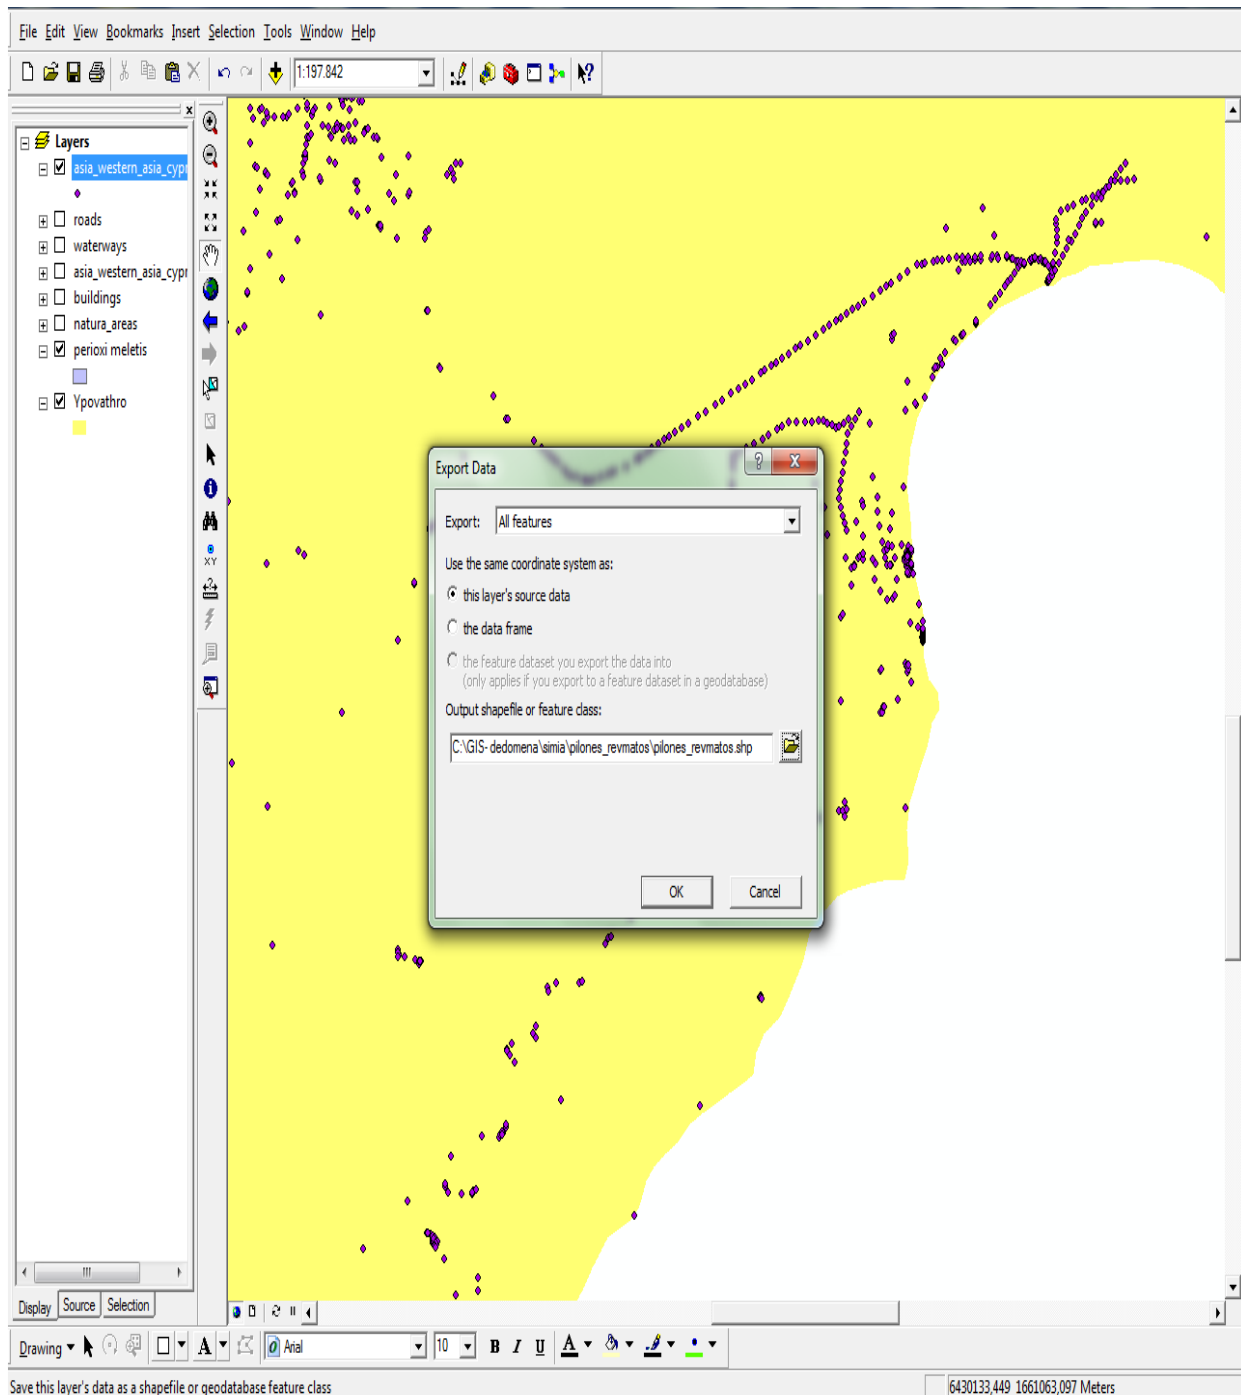 File Edit View Bookmarks Insert Selection Tools Window Help
1:197.842
Layers
asia_western_asia_cypr
roads
waterways
asia_western_asia_cypr
buildings
natura_areas
perioxi meletis
Ypovathro
XY
Export Data
Export: All features
Use the same coordinate system as:
this layer's source data
the data frame
the feature dataset you export the data into
(only applies if you export to a feature dataset in a geodatabase)
Output shapefile or feature class:
C:\GIS- dedomena\simia\pilones_revmatos\pilones_revmatos.shp
OK Cancel
Display Source Selection
Drawing A Arial 10 B I U A
Save this layer's data as a shapefile or geodatabase feature class
6430133,449 1661063,097 Meters